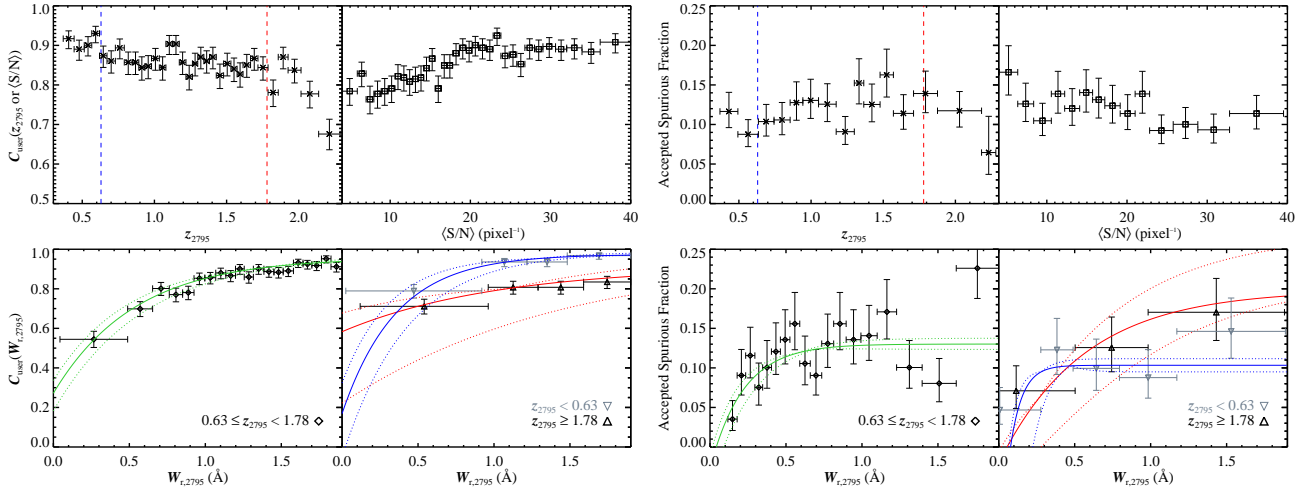 C_user(z_2795 or ⟨S/N⟩)
1.0
0.9
0.8
0.7
0.6
0.5
0.5 1.0 1.5 2.0
z_2795
10 20 30 40
⟨S/N⟩ (pixel⁻¹)
C_user(W_r,2795)
1.0
0.8
0.6
0.4
0.2
0.0
0.63 ≤ z_2795 < 1.78
z_2795 < 0.63
z_2795 ≥ 1.78
0.0 0.5 1.0 1.5
W_r,2795 (Å)
0.0 0.5 1.0 1.5
W_r,2795 (Å)
Accepted Spurious Fraction
0.25
0.20
0.15
0.10
0.05
0.00
0.5 1.0 1.5 2.0
z_2795
10 20 30 40
⟨S/N⟩ (pixel⁻¹)
Accepted Spurious Fraction
0.25
0.20
0.15
0.10
0.05
0.00
0.63 ≤ z_2795 < 1.78
z_2795 < 0.63
z_2795 ≥ 1.78
0.0 0.5 1.0 1.5
W_r,2795 (Å)
0.0 0.5 1.0 1.5
W_r,2795 (Å)